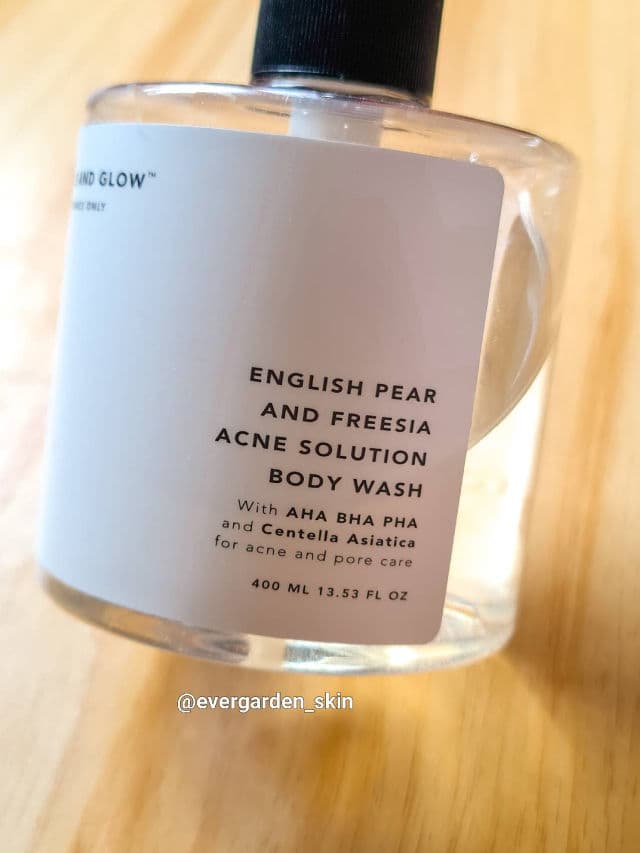 AND GLOW™
ONLY
ENGLISH PEAR
AND FREESIA
ACNE SOLUTION
BODY WASH
With AHA BHA PHA
and Centella Asiatica
for acne and pore care
400 ML 13.53 FL OZ
@evergarden_skin